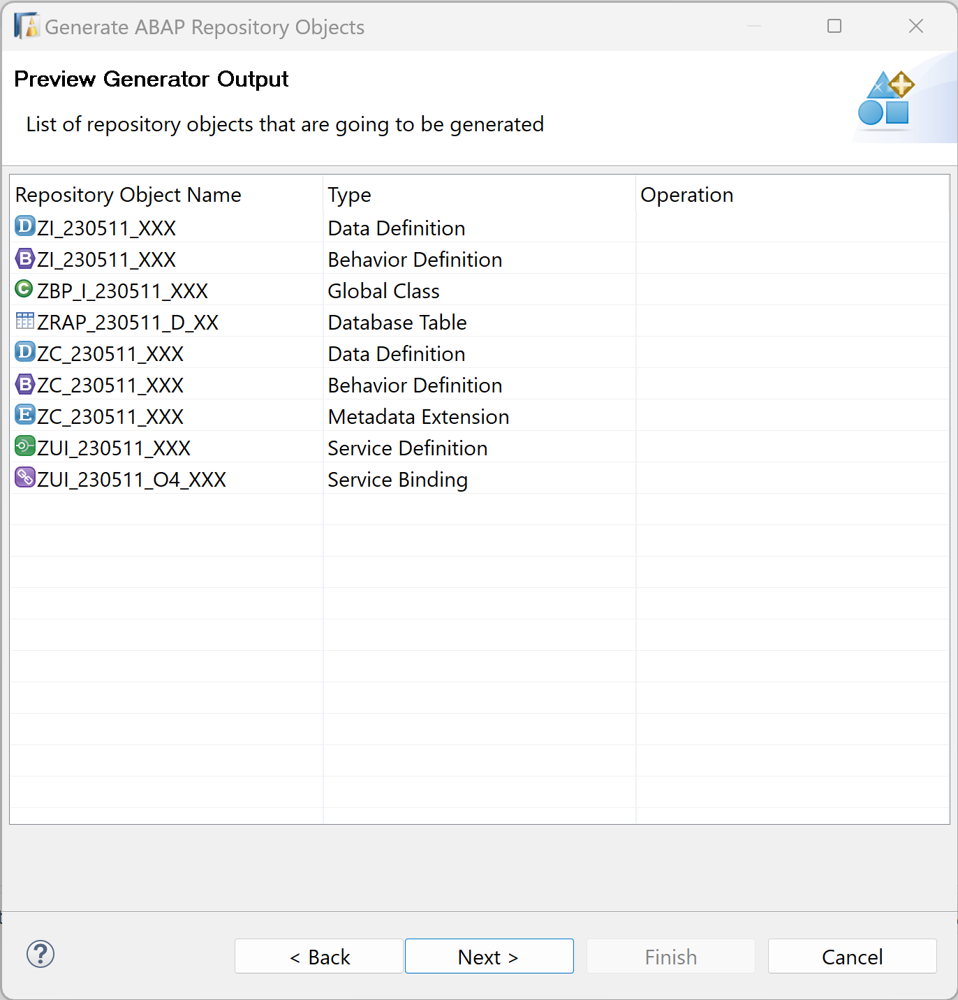 Generate ABAP Repository Objects
Preview Generator Output
List of repository objects that are going to be generated
Repository Object Name Type Operation
D ZI_230511_XXX Data Definition
B ZI_230511_XXX Behavior Definition
C ZBP_I_230511_XXX Global Class
ZRAP_230511_D_XX Database Table
D ZC_230511_XXX Data Definition
B ZC_230511_XXX Behavior Definition
E ZC_230511_XXX Metadata Extension
ZUI_230511_XXX Service Definition
ZUI_230511_O4_XXX Service Binding
? < Back Next > Finish Cancel